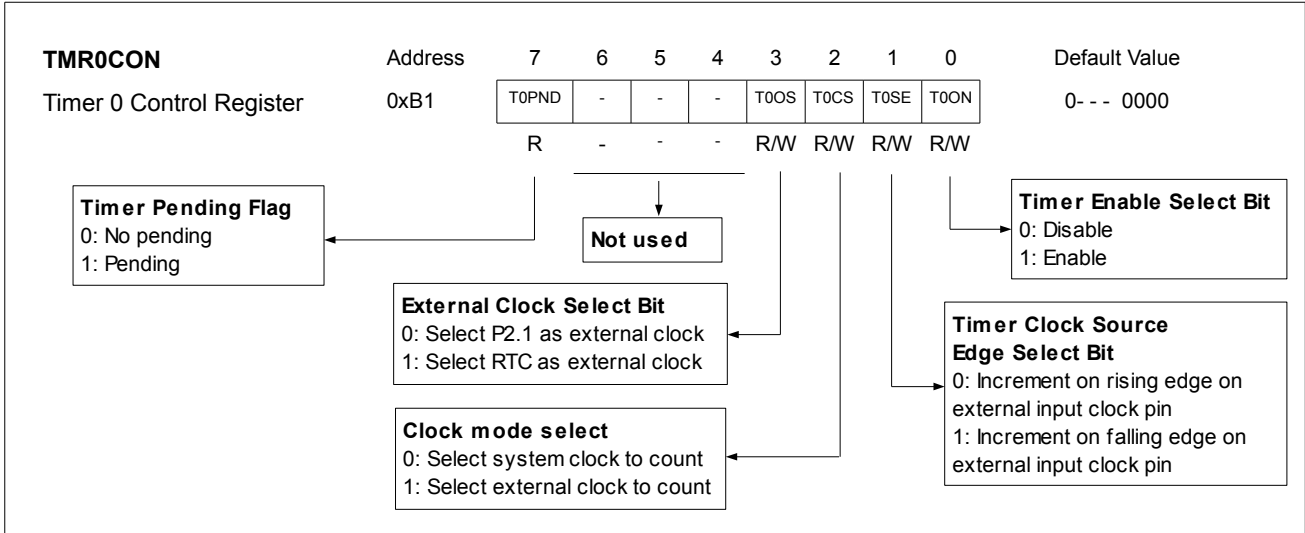 TMR0CON Address 7 6 5 4 3 2 1 0 Default Value
Timer 0 Control Register 0xB1 T0PND - - - T0OS T0CS T0SE T0ON 0- - - 0000
R - - - R/W R/W R/W R/W
Timer Pending Flag
0: No pending
1: Pending
Not used
Timer Enable Select Bit
0: Disable
1: Enable
External Clock Select Bit
0: Select P2.1 as external clock
1: Select RTC as external clock
Timer Clock Source
Edge Select Bit
0: Increment on rising edge on
external input clock pin
1: Increment on falling edge on
external input clock pin
Clock mode select
0: Select system clock to count
1: Select external clock to count